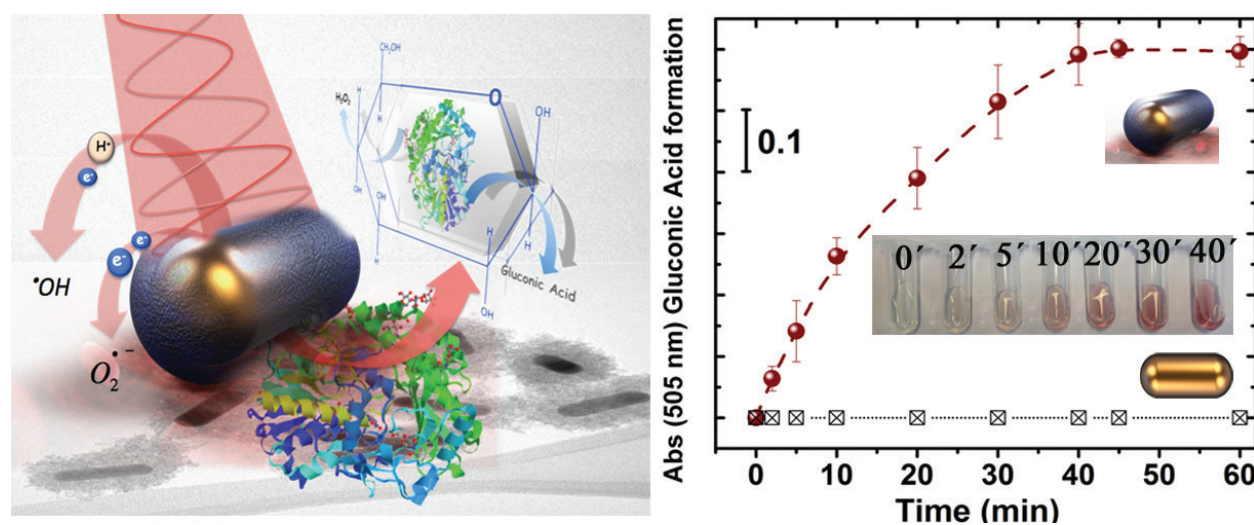 H⁺
e⁻
e⁻
e⁻
•OH
O₂•⁻
CH₂OH
H₂O₂
O
H
H
H
OH
OH
OH
H
H
OH
Gluconic Acid
Abs (505 nm) Gluconic Acid formation
0.1
0´ 2´ 5´ 10´ 20´ 30´ 40´
0 10 20 30 40 50 60
Time (min)